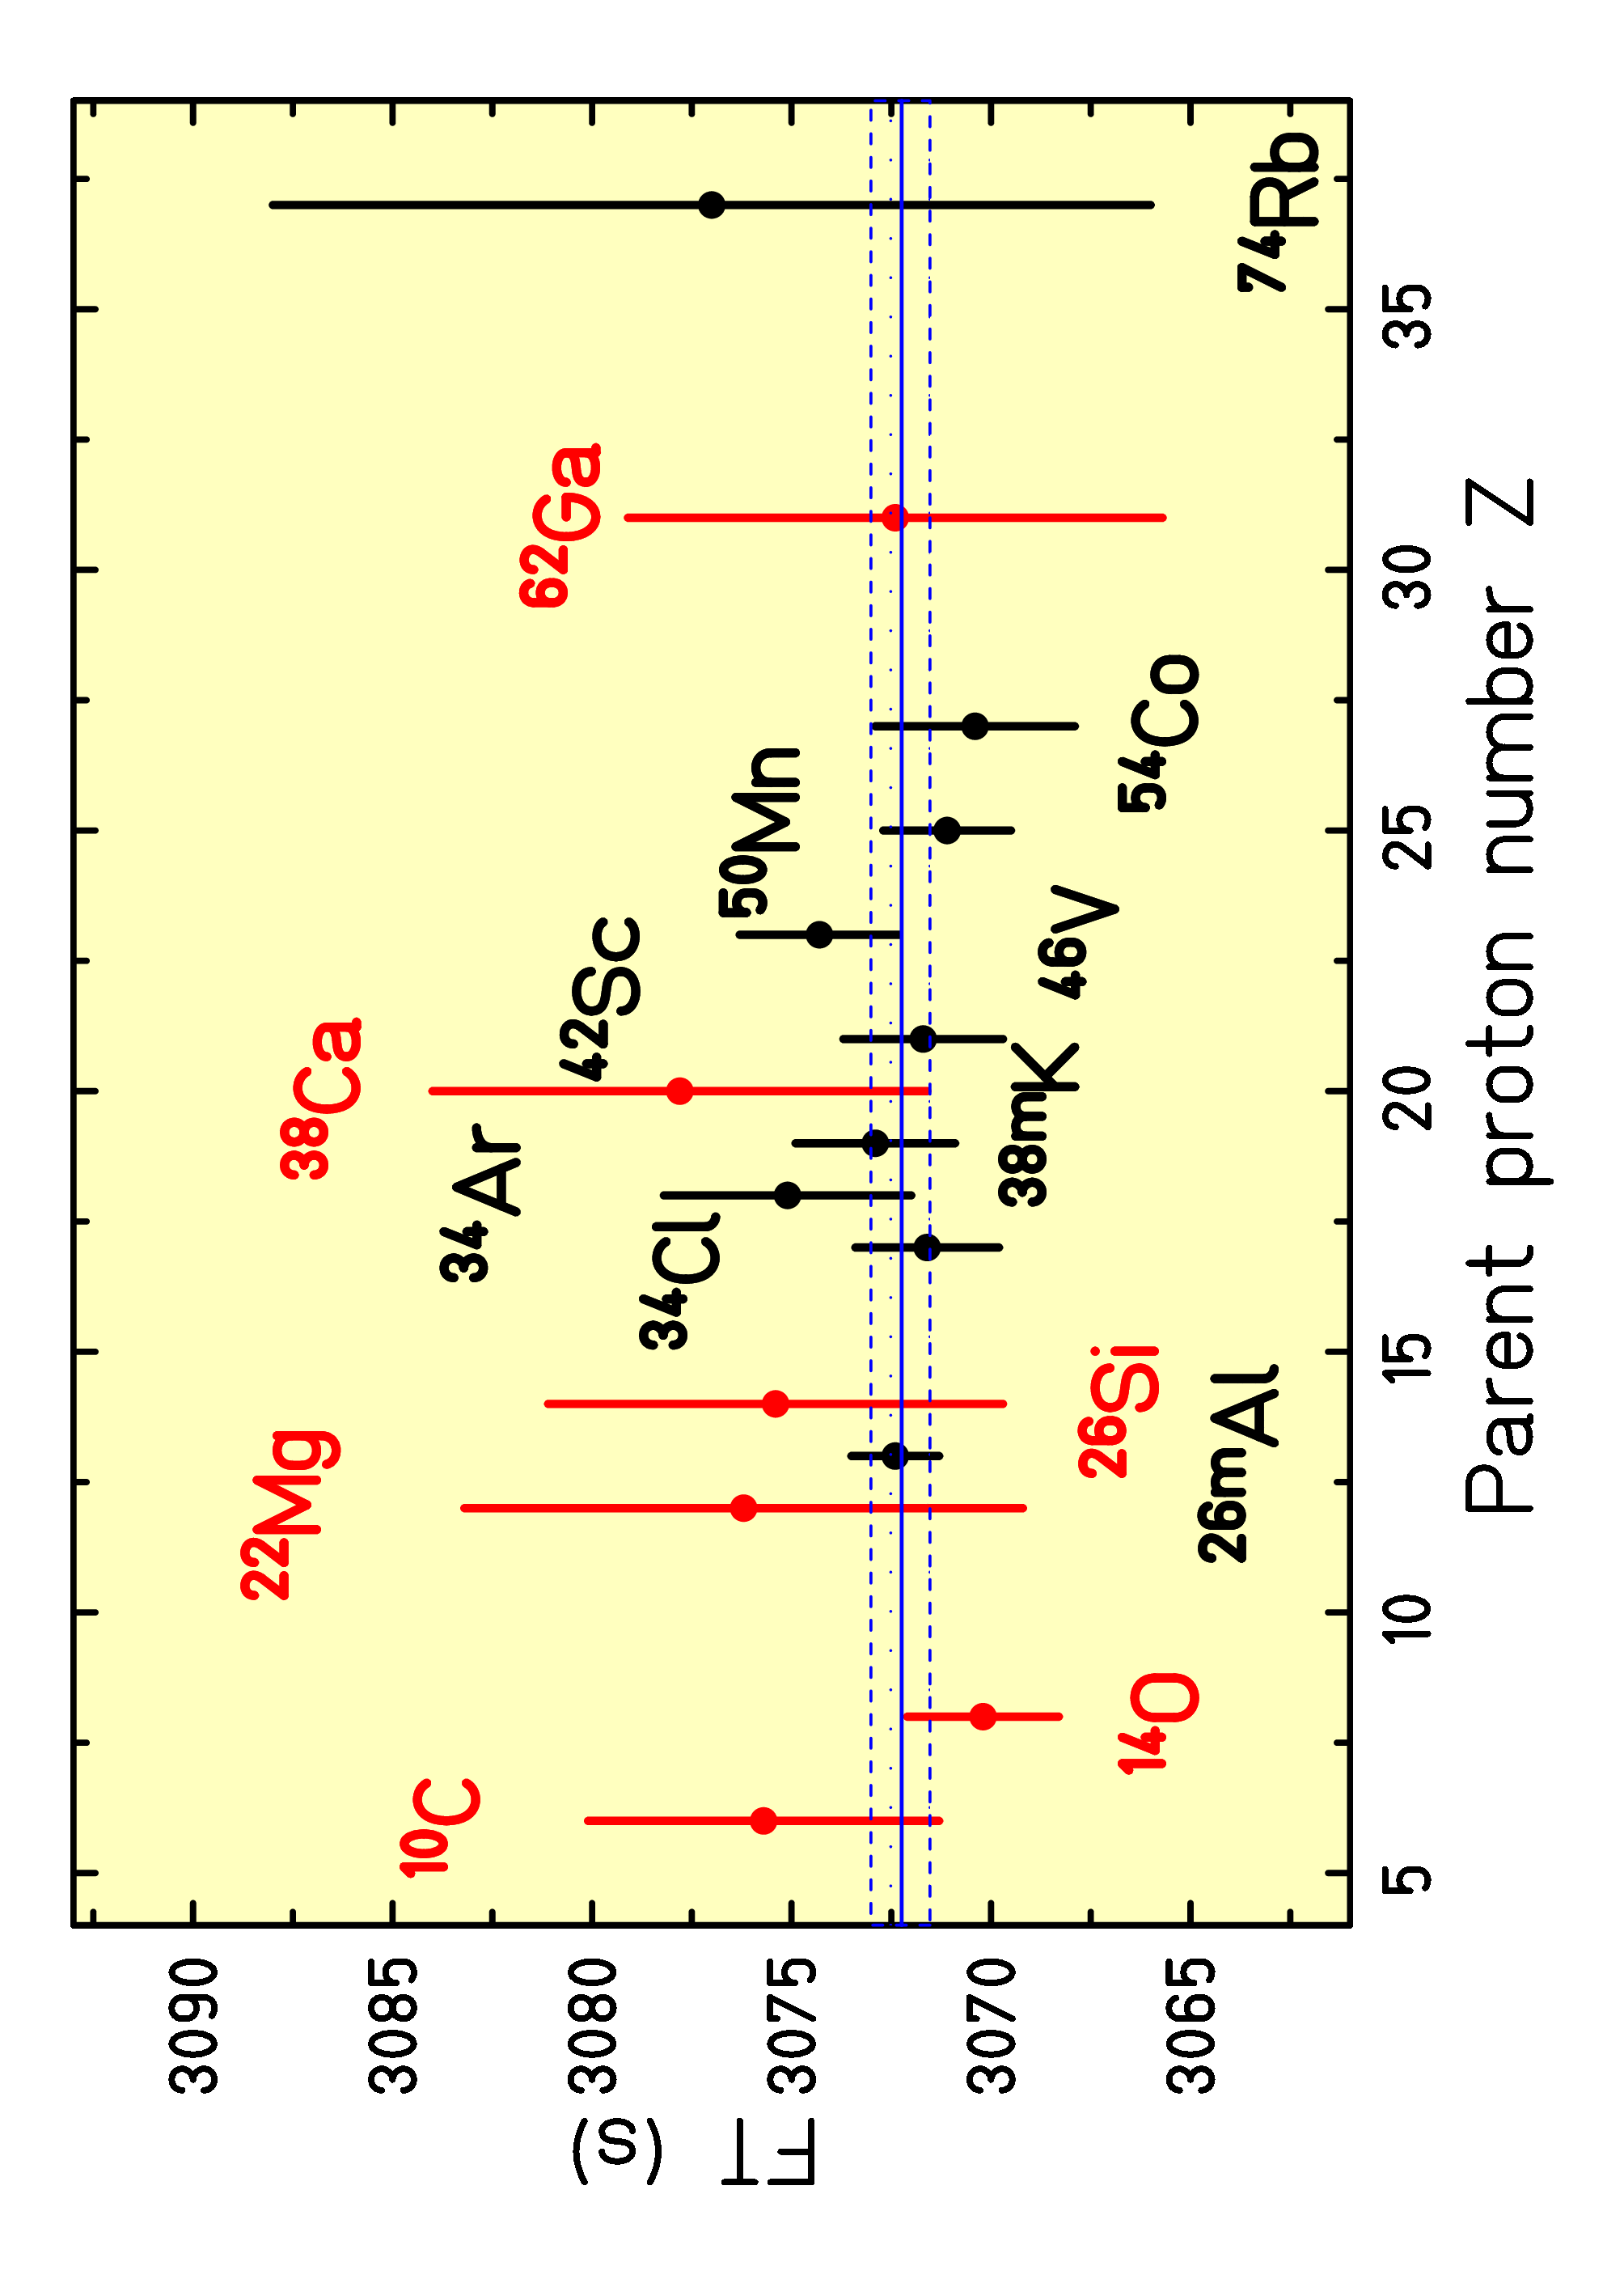 FT (s)
3090
3085
3080
3075
3070
3065
22Mg
38Ca
10C
34Ar
62Ga
42Sc
34Cl
50Mn
38mK
46V
26Si
14O
54Co
26mAl
74Rb
5 10 15 20 25 30 35
Parent proton number Z